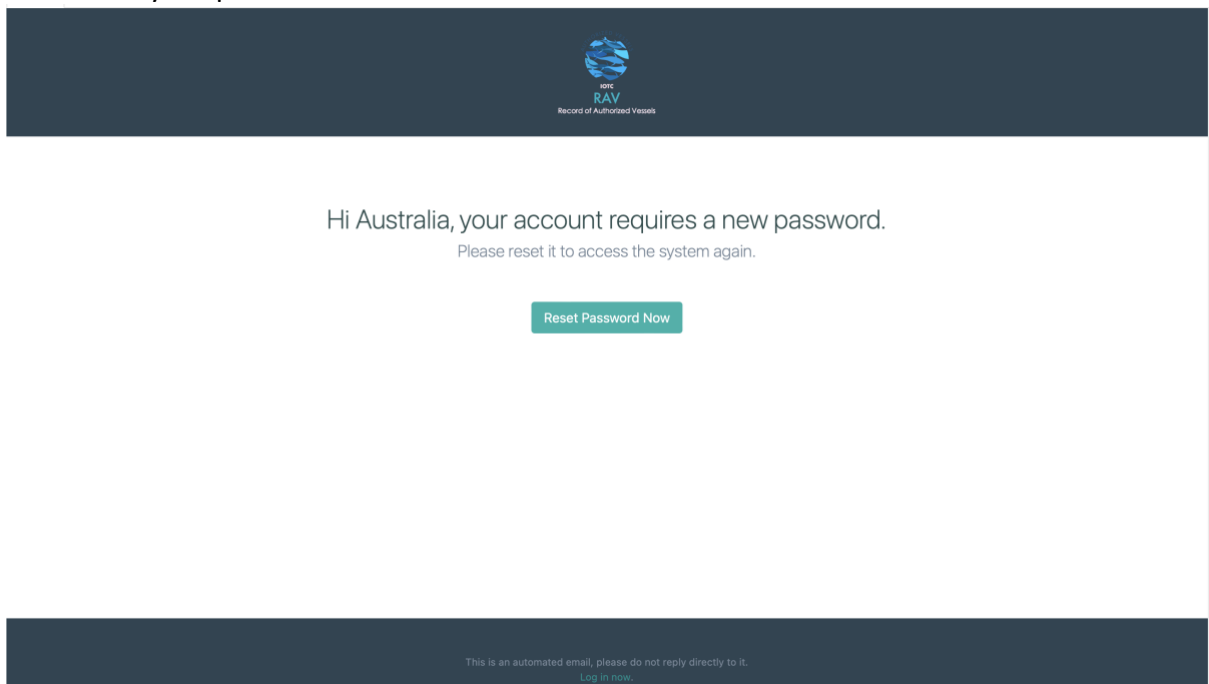 IOTC
RAV
Record of Authorized Vessels
Hi Australia, your account requires a new password.
Please reset it to access the system again.
Reset Password Now
This is an automated email, please do not reply directly to it.
Log in now.